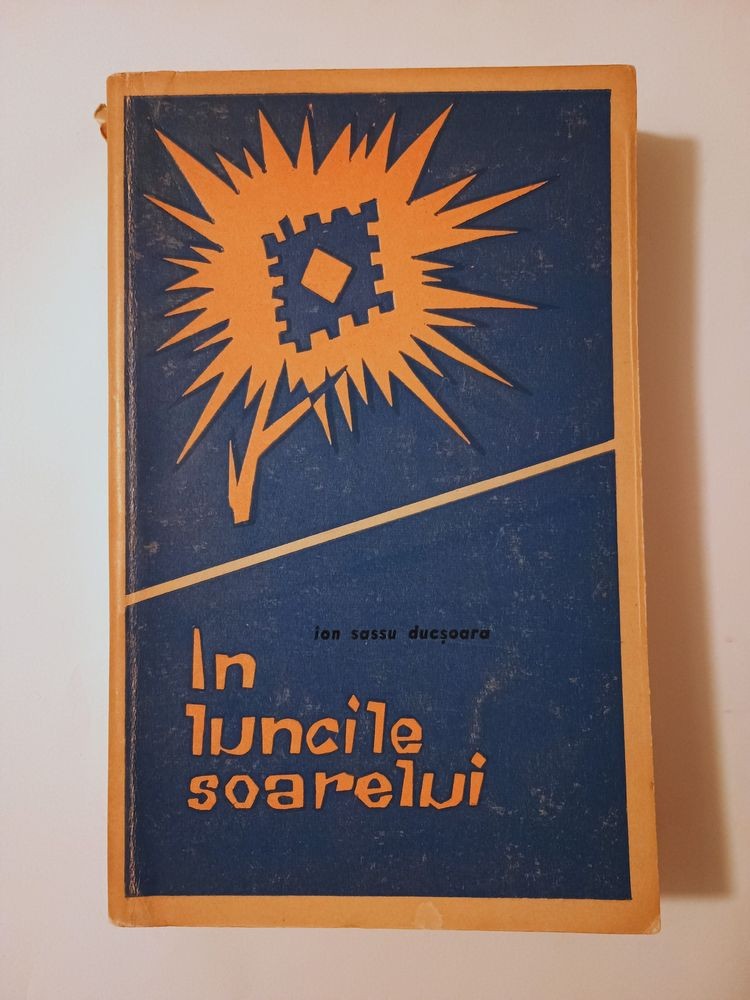 ion sassu ducșoara
In
luncile
soarelui